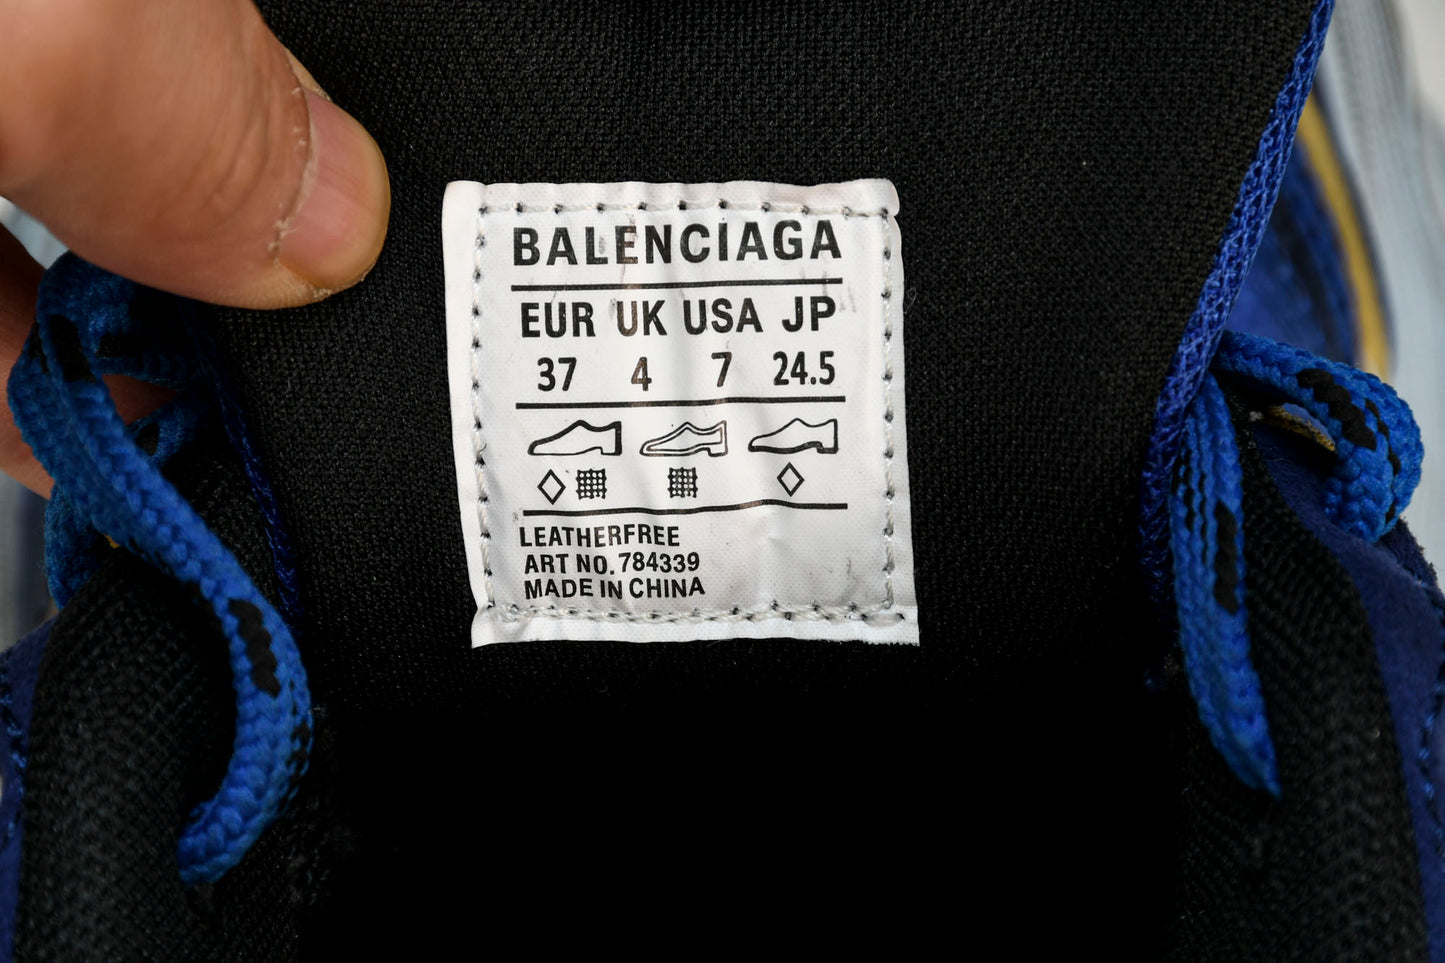 BALENCIAGA
EUR UK USA JP
37 4 7 24.5
LEATHERFREE
ART NO. 784339
MADE IN CHINA